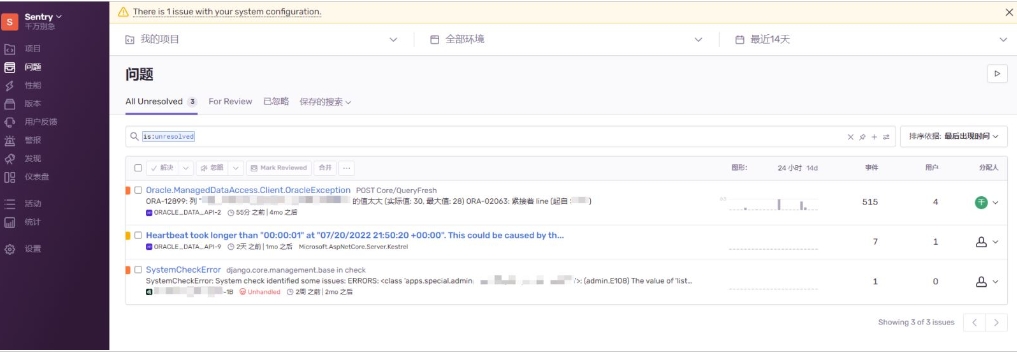 S
Sentry
千万别急
There is 1 issue with your system configuration.
项目
问题
性能
版本
用户反馈
警报
发现
仪表盘
活动
统计
设置
我的项目
全部环境
最近14天
问题
All Unresolved 3
For Review
已忽略
保存的搜索
is:unresolved
排序依据: 最后出现时间
解决
忽略
Mark Reviewed
合并
图形:
24 小时
14d
事件
用户
分配人
Oracle.ManagedDataAccess.Client.OracleException POST Core/QueryFresh
ORA-12899: 列 "
的值太大 (实际值: 30, 最大值: 28) ORA-02063: 紧接着 line (起自
)
ORACLE_DATA_API-2 55分 之前 | 4mo 之后
515
4
千
Heartbeat took longer than "00:00:01" at "07/20/2022 21:50:20 +00:00". This could be caused by th...
ORACLE_DATA_API-9 2天 之前 | 1mo 之后 Microsoft.AspNetCore.Server.Kestrel
7
1
SystemCheckError django.core.management.base in check
SystemCheckError: System check identified some issues: ERRORS: <class 'apps.special.admin.
'>: (admin.E108) The value of 'list...
-1B Unhandled 2周 之前 | 2mo 之后
1
0
Showing 3 of 3 issues